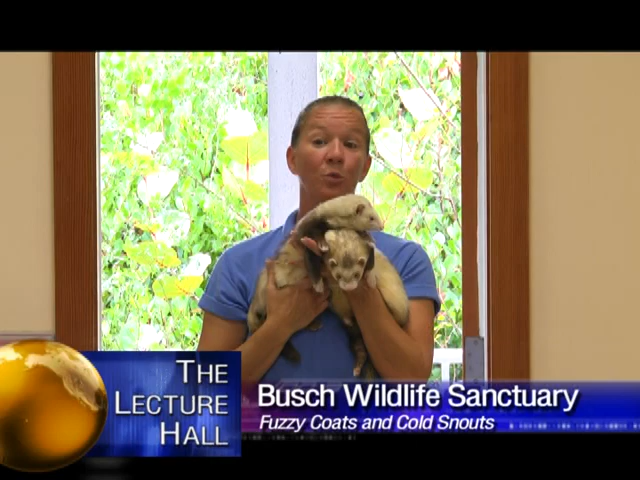 THE
LECTURE
HALL
Busch Wildlife Sanctuary
Fuzzy Coats and Cold Snouts